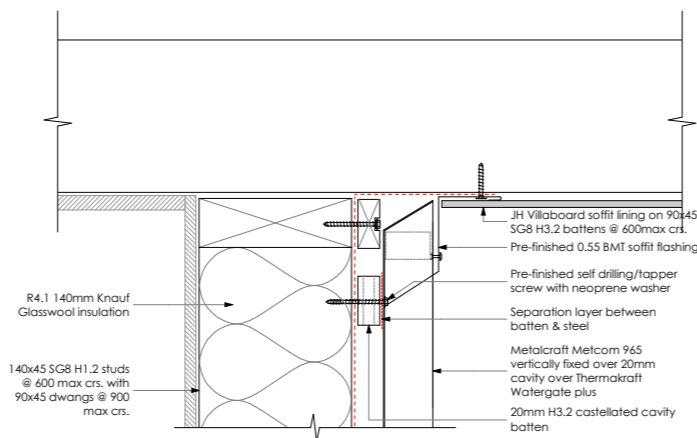 JH Villaboard soffit lining on 90x45
SG8 H3.2 battens @ 600max crs.
Pre-finished 0.55 BMT soffit flashing
Pre-finished self drilling/tapper
screw with neoprene washer
Separation layer between
batten & steel
Metalcraft Metcom 965
vertically fixed over 20mm
cavity over Thermakraft
Watergate plus
20mm H3.2 castellated cavity
batten
R4.1 140mm Knauf
Glasswool insulation
140x45 SG8 H1.2 studs
@ 600 max crs. with
90x45 dwangs @ 900
max crs.